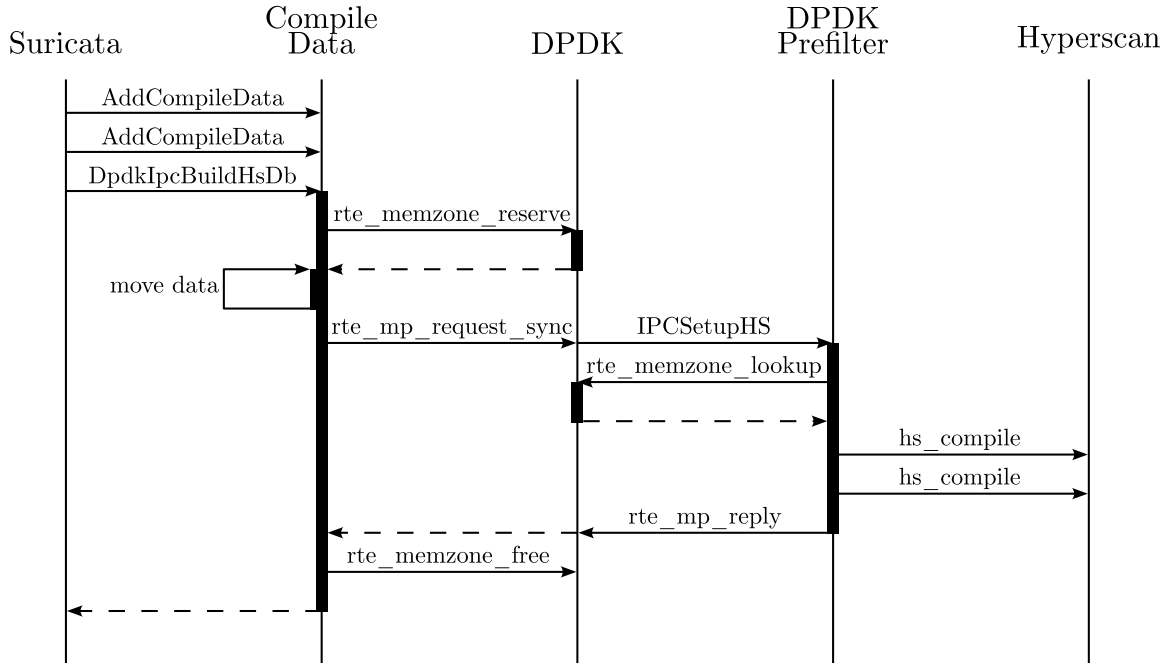 Suricata
Compile
Data
DPDK
DPDK
Prefilter
Hyperscan
AddCompileData
AddCompileData
DpdkIpcBuildHsDb
rte_memzone_reserve
move data
rte_mp_request_sync
IPCSetupHS
rte_memzone_lookup
hs_compile
hs_compile
rte_mp_reply
rte_memzone_free